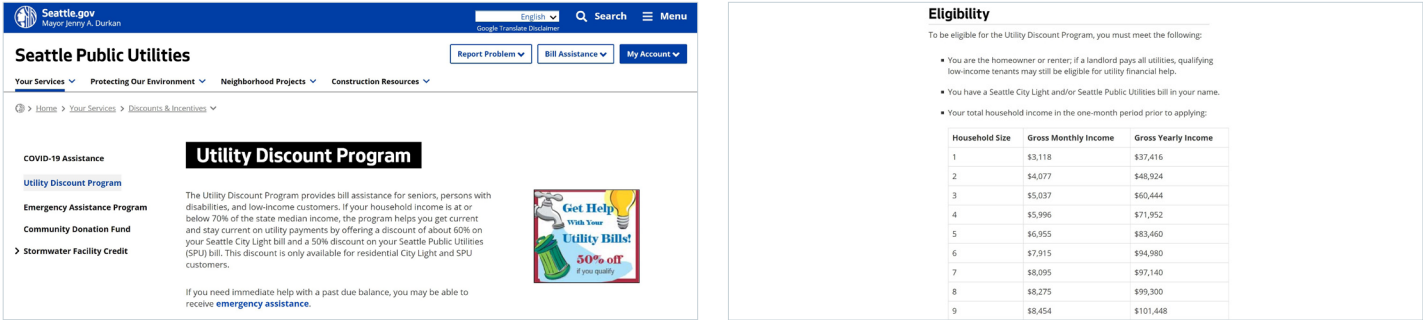 Seattle.gov
Mayor Jenny A. Durkan
English
Google Translate Disclaimer
Search
Menu
Seattle Public Utilities
Report Problem
Bill Assistance
My Account
Your Services
Protecting Our Environment
Neighborhood Projects
Construction Resources
> Home > Your Services > Discounts & Incentives
COVID-19 Assistance
Utility Discount Program
Emergency Assistance Program
Community Donation Fund
Stormwater Facility Credit
Utility Discount Program
The Utility Discount Program provides bill assistance for seniors, persons with
disabilities, and low-income customers. If your household income is at or
below 70% of the state median income, the program helps you get current
and stay current on utility payments by offering a discount of about 60% on
your Seattle City Light bill and a 50% discount on your Seattle Public Utilities
(SPU) bill. This discount is only available for residential City Light and SPU
customers.
If you need immediate help with a past due balance, you may be able to
receive emergency assistance.
Get Help
With Your
Utility Bills!
50% off
if you qualify
Eligibility
To be eligible for the Utility Discount Program, you must meet the following:
▪ You are the homeowner or renter; if a landlord pays all utilities, qualifying
low-income tenants may still be eligible for utility financial help.
▪ You have a Seattle City Light and/or Seattle Public Utilities bill in your name.
▪ Your total household income in the one-month period prior to applying:
Household Size Gross Monthly Income Gross Yearly Income
1 $3,118 $37,416
2 $4,077 $48,924
3 $5,037 $60,444
4 $5,996 $71,952
5 $6,955 $83,460
6 $7,915 $94,980
7 $8,095 $97,140
8 $8,275 $99,300
9 $8,454 $101,448